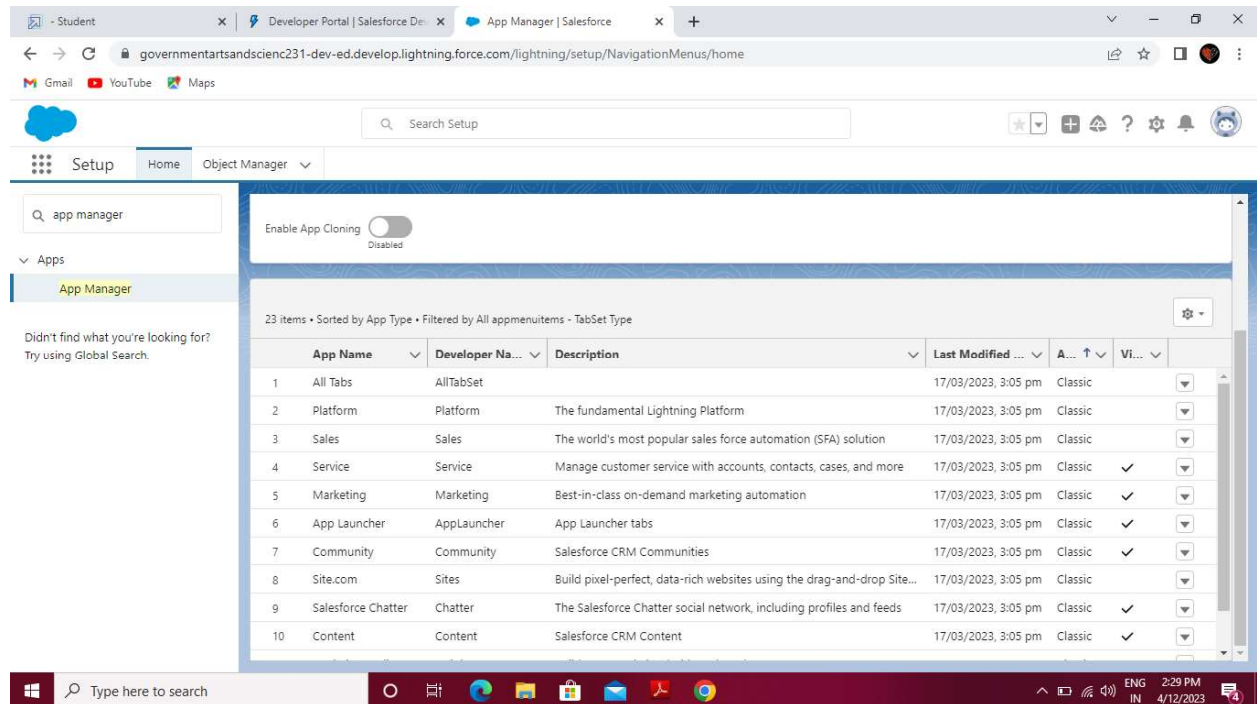 - Student
Developer Portal | Salesforce De
App Manager | Salesforce
governmentartsandscienc231-dev-ed.develop.lightning.force.com/lightning/setup/NavigationMenus/home
Gmail YouTube Maps
Search Setup
Setup Home Object Manager
app manager
Apps
App Manager
Didn't find what you're looking for?
Try using Global Search.
Enable App Cloning
Disabled
23 items • Sorted by App Type • Filtered by All appmenuitems - TabSet Type
App Name Developer Na... Description Last Modified ... A... Vi...
1 All Tabs AllTabSet 17/03/2023, 3:05 pm Classic
2 Platform Platform The fundamental Lightning Platform 17/03/2023, 3:05 pm Classic
3 Sales Sales The world's most popular sales force automation (SFA) solution 17/03/2023, 3:05 pm Classic
4 Service Service Manage customer service with accounts, contacts, cases, and more 17/03/2023, 3:05 pm Classic
5 Marketing Marketing Best-in-class on-demand marketing automation 17/03/2023, 3:05 pm Classic
6 App Launcher AppLauncher App Launcher tabs 17/03/2023, 3:05 pm Classic
7 Community Community Salesforce CRM Communities 17/03/2023, 3:05 pm Classic
8 Site.com Sites Build pixel-perfect, data-rich websites using the drag-and-drop Site... 17/03/2023, 3:05 pm Classic
9 Salesforce Chatter Chatter The Salesforce Chatter social network, including profiles and feeds 17/03/2023, 3:05 pm Classic
10 Content Content Salesforce CRM Content 17/03/2023, 3:05 pm Classic
Type here to search
ENG 2:29 PM
IN 4/12/2023
4